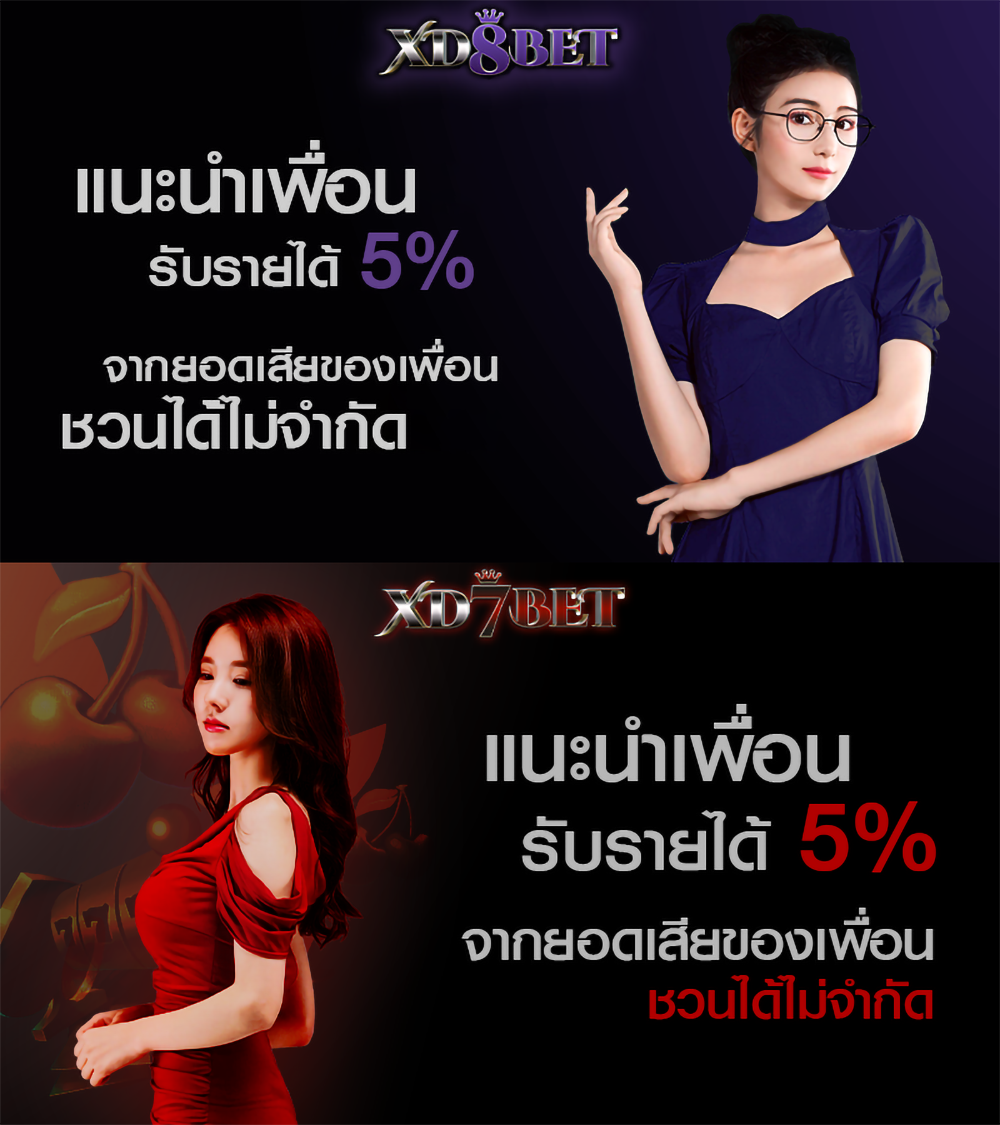 XD8BET
แนะนำเพื่อน
รับรายได้ 5%
จากยอดเสียของเพื่อน
ชวนได้ไม่จำกัด
XD7BET
แนะนำเพื่อน
รับรายได้ 5%
จากยอดเสียของเพื่อน
ชวนได้ไม่จำกัด
777